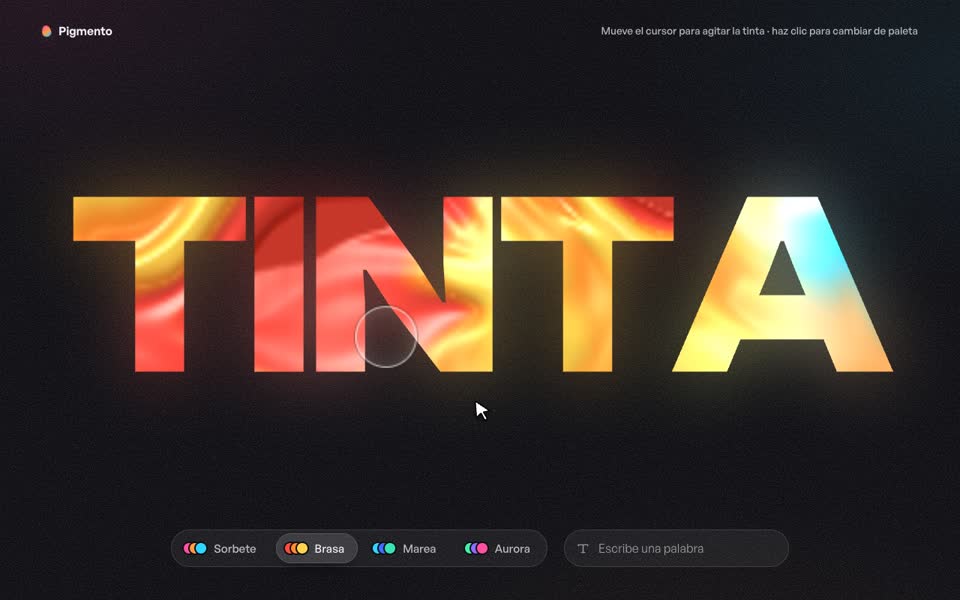 Pigmento
Mueve el cursor para agitar la tinta · haz clic para cambiar de paleta
TINTA
Sorbete
Brasa
Marea
Aurora
Escribe una palabra